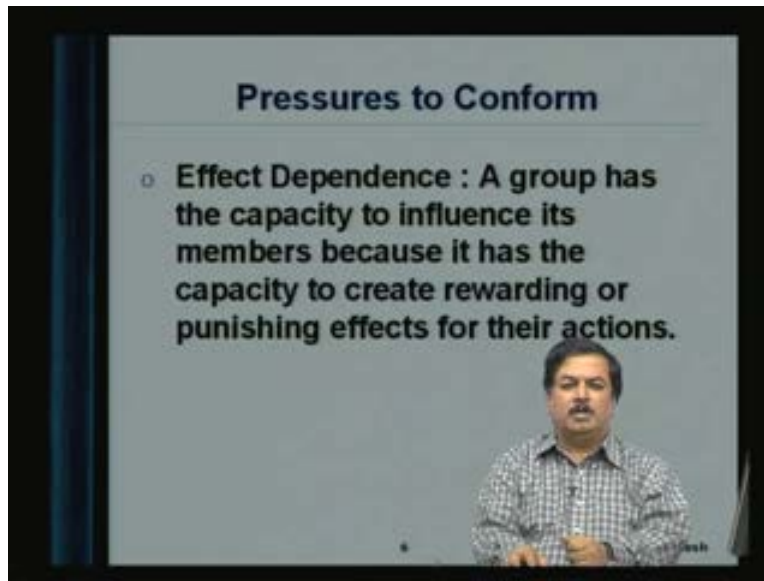 Pressures to Conform
o Effect Dependence : A group has
the capacity to influence its
members because it has the
capacity to create rewarding or
punishing effects for their actions.